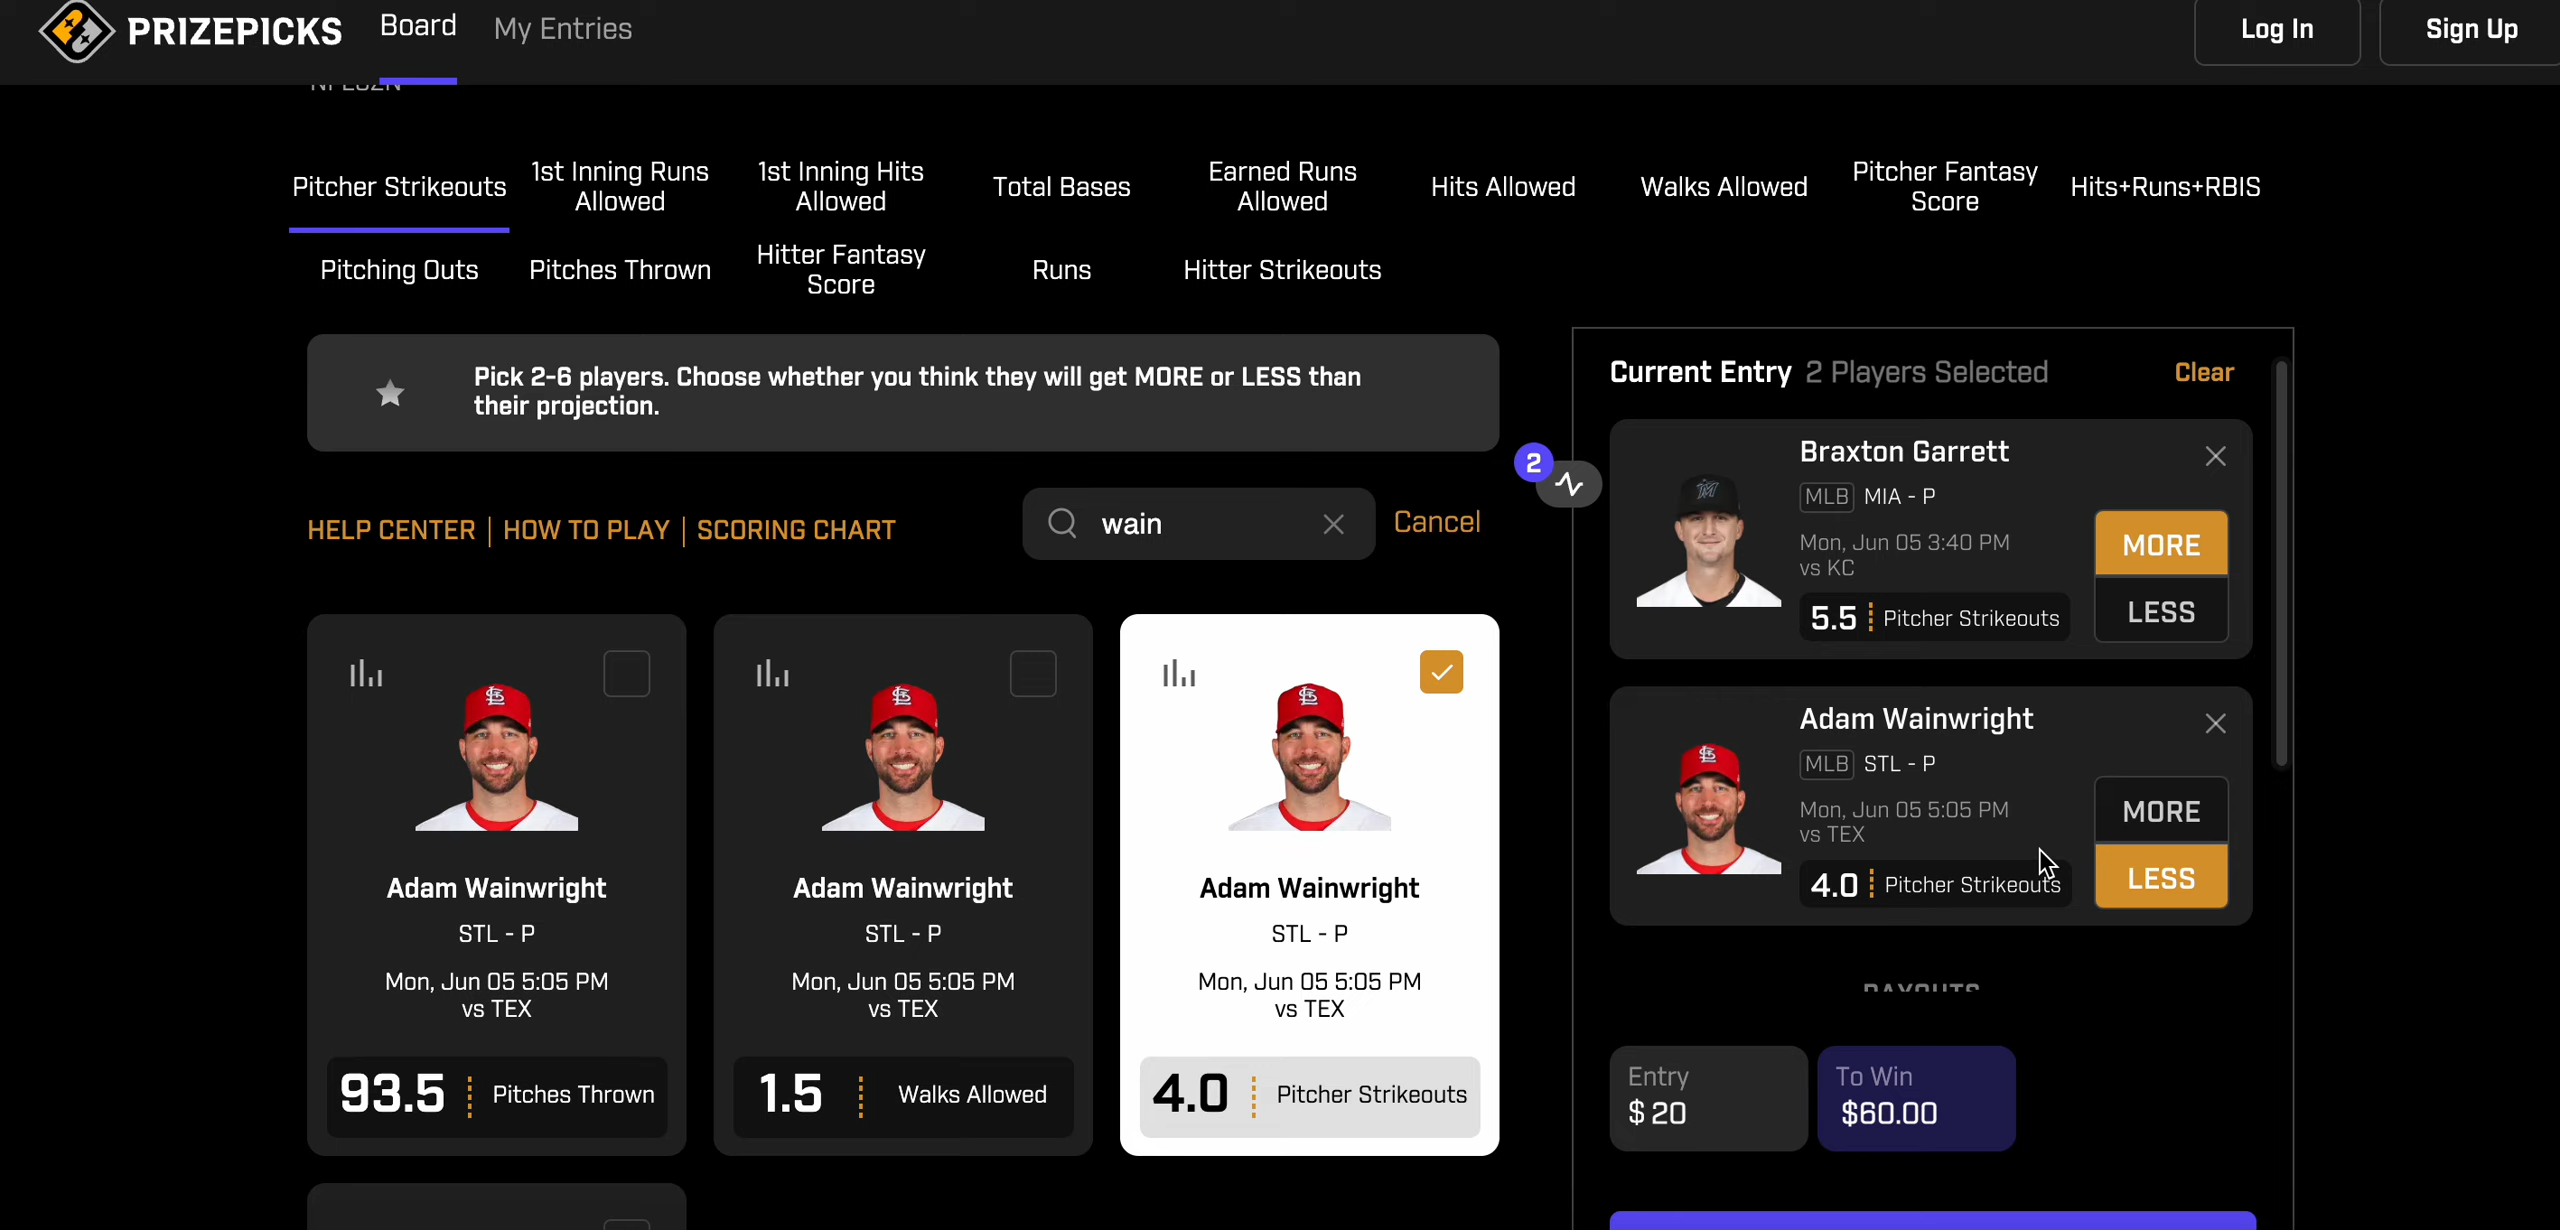 PRIZEPICKS
Board
My Entries
Log In
Sign Up
Pitcher Strikeouts
1st Inning Runs
Allowed
1st Inning Hits
Allowed
Total Bases
Earned Runs
Allowed
Hits Allowed
Walks Allowed
Pitcher Fantasy
Score
Hits+Runs+RBIS
Pitching Outs
Pitches Thrown
Hitter Fantasy
Score
Runs
Hitter Strikeouts
Pick 2-6 players. Choose whether you think they will get MORE or LESS than
their projection.
HELP CENTER | HOW TO PLAY | SCORING CHART
wain
Cancel
Adam Wainwright
STL - P
Mon, Jun 05 5:05 PM
vs TEX
93.5 Pitches Thrown
Adam Wainwright
STL - P
Mon, Jun 05 5:05 PM
vs TEX
1.5 Walks Allowed
Adam Wainwright
STL - P
Mon, Jun 05 5:05 PM
vs TEX
4.0 Pitcher Strikeouts
2
Current Entry 2 Players Selected
Clear
Braxton Garrett
MLB MIA - P
Mon, Jun 05 3:40 PM
vs KC
5.5 Pitcher Strikeouts
MORE
LESS
Adam Wainwright
MLB STL - P
Mon, Jun 05 5:05 PM
vs TEX
4.0 Pitcher Strikeouts
MORE
LESS
PAYOUTS
Entry
$ 20
To Win
$60.00